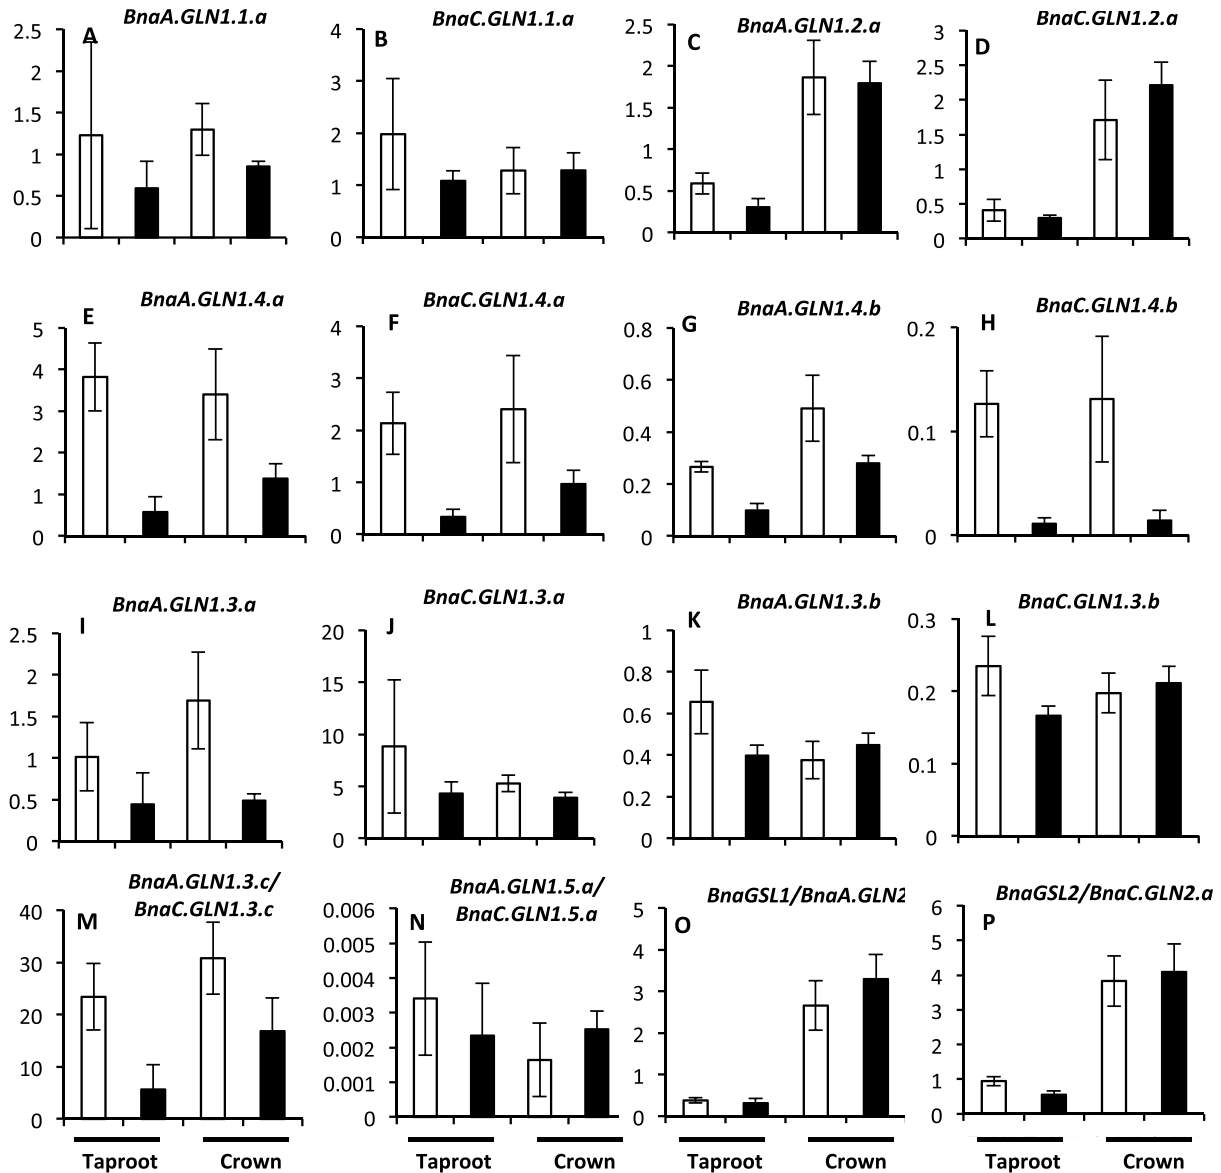 BnaA.GLN1.1.a
A
2.5
2
1.5
1
0.5
0
BnaC.GLN1.1.a
B
4
3
2
1
0
BnaA.GLN1.2.a
C
2.5
2
1.5
1
0.5
0
BnaC.GLN1.2.a
D
3
2.5
2
1.5
1
0.5
0
BnaA.GLN1.4.a
E
5
4
3
2
1
0
BnaC.GLN1.4.a
F
4
3
2
1
0
BnaA.GLN1.4.b
G
0.8
0.6
0.4
0.2
0
BnaC.GLN1.4.b
H
0.2
0.1
0
BnaA.GLN1.3.a
I
2.5
2
1.5
1
0.5
0
BnaC.GLN1.3.a
J
20
15
10
5
0
BnaA.GLN1.3.b
K
1
0.8
0.6
0.4
0.2
0
BnaC.GLN1.3.b
L
0.3
0.2
0.1
0
BnaA.GLN1.3.c/
BnaC.GLN1.3.c
M
40
30
20
10
0
Taproot Crown
BnaA.GLN1.5.a/
BnaC.GLN1.5.a
N
0.006
0.005
0.004
0.003
0.002
0.001
0
Taproot Crown
BnaGSL1/BnaA.GLN2
O
5
4
3
2
1
0
Taproot Crown
BnaGSL2/BnaC.GLN2.a
P
6
5
4
3
2
1
0
Taproot Crown